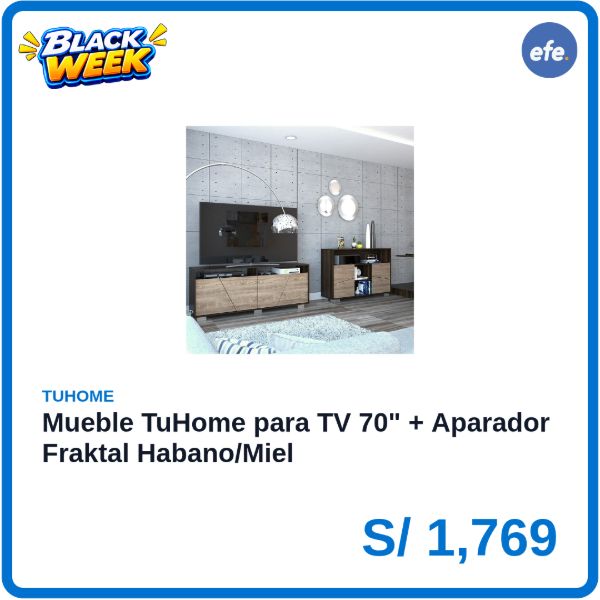 BLACK
WEEK
efe.
TUHOME
Mueble TuHome para TV 70" + Aparador
Fraktal Habano/Miel
S/ 1,769